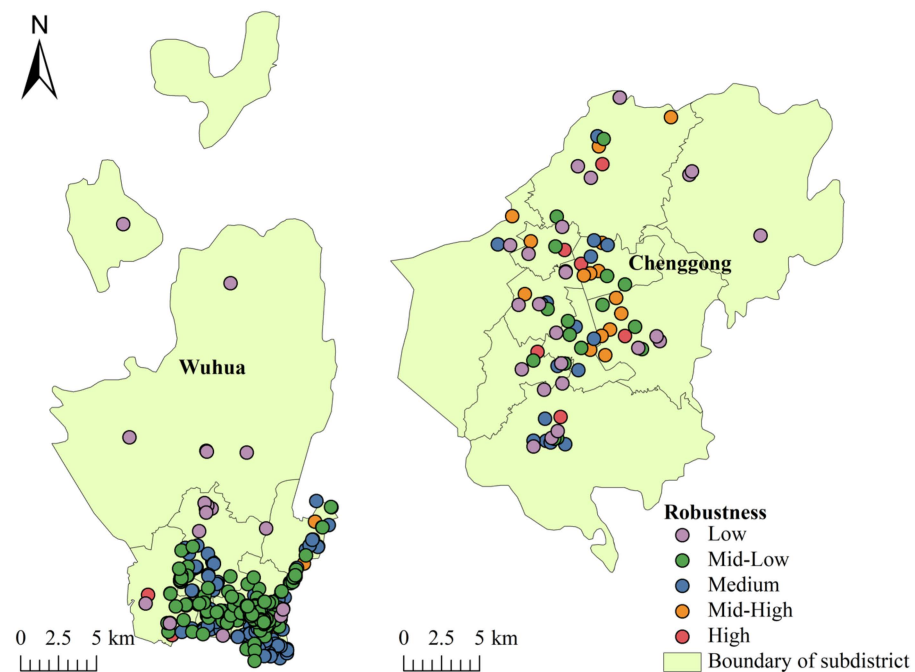 N
Chenggong
Wuhua
Robustness
Low
Mid-Low
Medium
Mid-High
High
Boundary of subdistrict
0 2.5 5 km
0 2.5 5 km